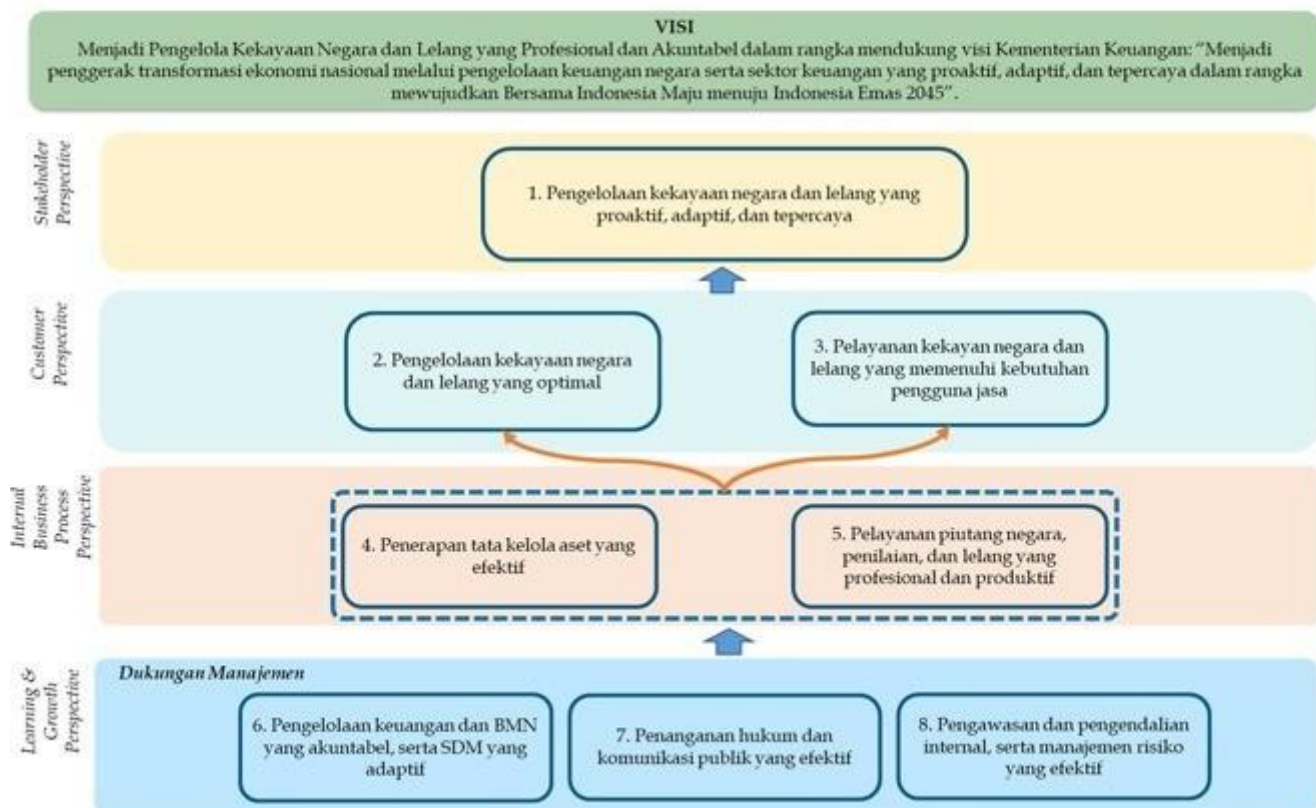 VISI
Menjadi Pengelola Kekayaan Negara dan Lelang yang Profesional dan Akuntabel dalam rangka mendukung visi Kementerian Keuangan: "Menjadi
penggerak transformasi ekonomi nasional melalui pengelolaan keuangan negara serta sektor keuangan yang proaktif, adaptif, dan tepercaya dalam rangka
mewujudkan Bersama Indonesia Maju menuju Indonesia Emas 2045".
Stakeholder
Perspective
1. Pengelolaan kekayaan negara dan lelang yang
proaktif, adaptif, dan tepercaya
Customer
Perspective
2. Pengelolaan kekayaan negara
dan lelang yang optimal
3. Pelayanan kekayan negara dan
lelang yang memenuhi kebutuhan
pengguna jasa
Internal
Business
Process
Perspective
4. Penerapan tata kelola aset yang
efektif
5. Pelayanan piutang negara,
penilaian, dan lelang yang
profesional dan produktif
Learning &
Growth
Perspective
Dukungan Manajemen
6. Pengelolaan keuangan dan BMN
yang akuntabel, serta SDM yang
adaptif
7. Penanganan hukum dan
komunikasi publik yang efektif
8. Pengawasan dan pengendalian
internal, serta manajemen risiko
yang efektif